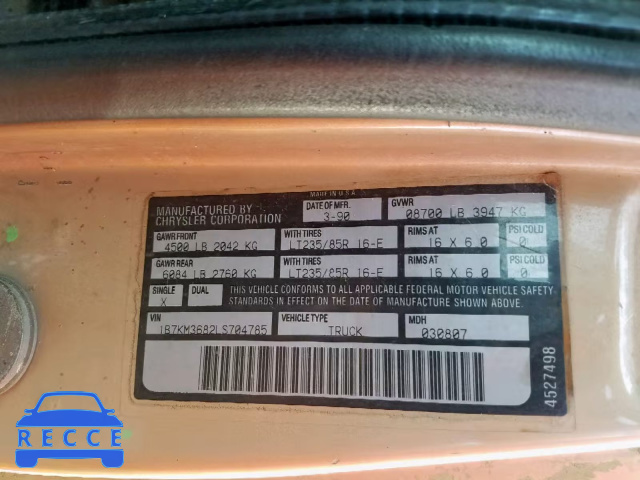 MADE IN U.S.A.
MANUFACTURED BY CHRYSLER CORPORATION
DATE OF MFR. 3-90
GVWR 08700 LB 3947 KG
GAWR FRONT 4500 LB 2042 KG
WITH TIRES LT235/85R 16-E
RIMS AT 16 X 6.0
PSI COLD 0
GAWR REAR 6084 LB 2760 KG
WITH TIRES LT235/85R 16-E
RIMS AT 16 X 6.0
PSI COLD 0
SINGLE X DUAL
THIS VEHICLE CONFORMS TO ALL APPLICABLE FEDERAL MOTOR VEHICLE SAFETY
STANDARDS IN EFFECT ON THE DATE OF MANUFACTURE SHOWN ABOVE.
VIN 1B7KM3682LS704785
VEHICLE TYPE TRUCK
MDH 030807
4527498
RECCE